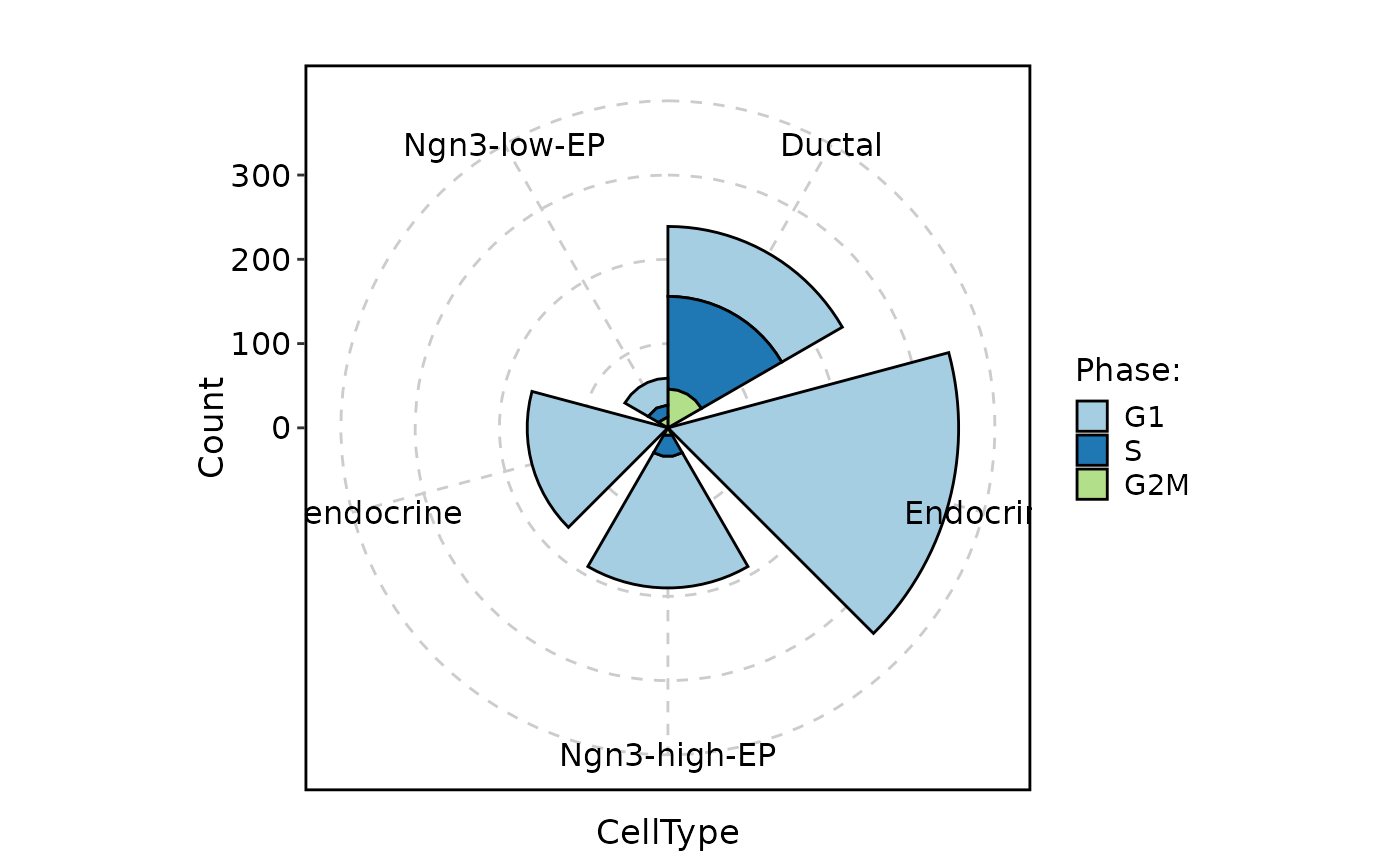 Ngn3-low-EP
Ductal
300
200
100
0
Count
endocrine
Endocrin
Ngn3-high-EP
CellType
Phase:
G1
S
G2M